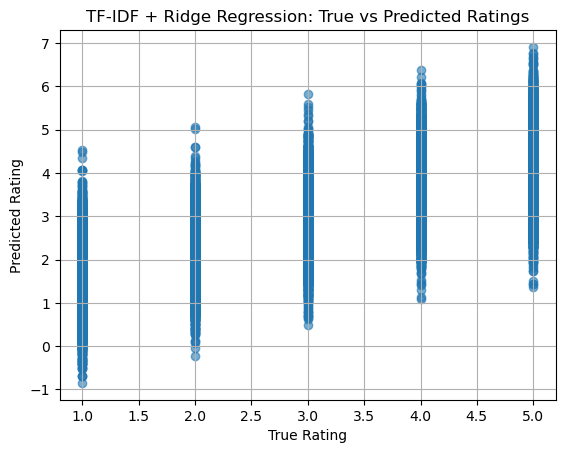 TF-IDF + Ridge Regression: True vs Predicted Ratings
7
6
5
4
3
2
1
0
−1
Predicted Rating
1.0 1.5 2.0 2.5 3.0 3.5 4.0 4.5 5.0
True Rating